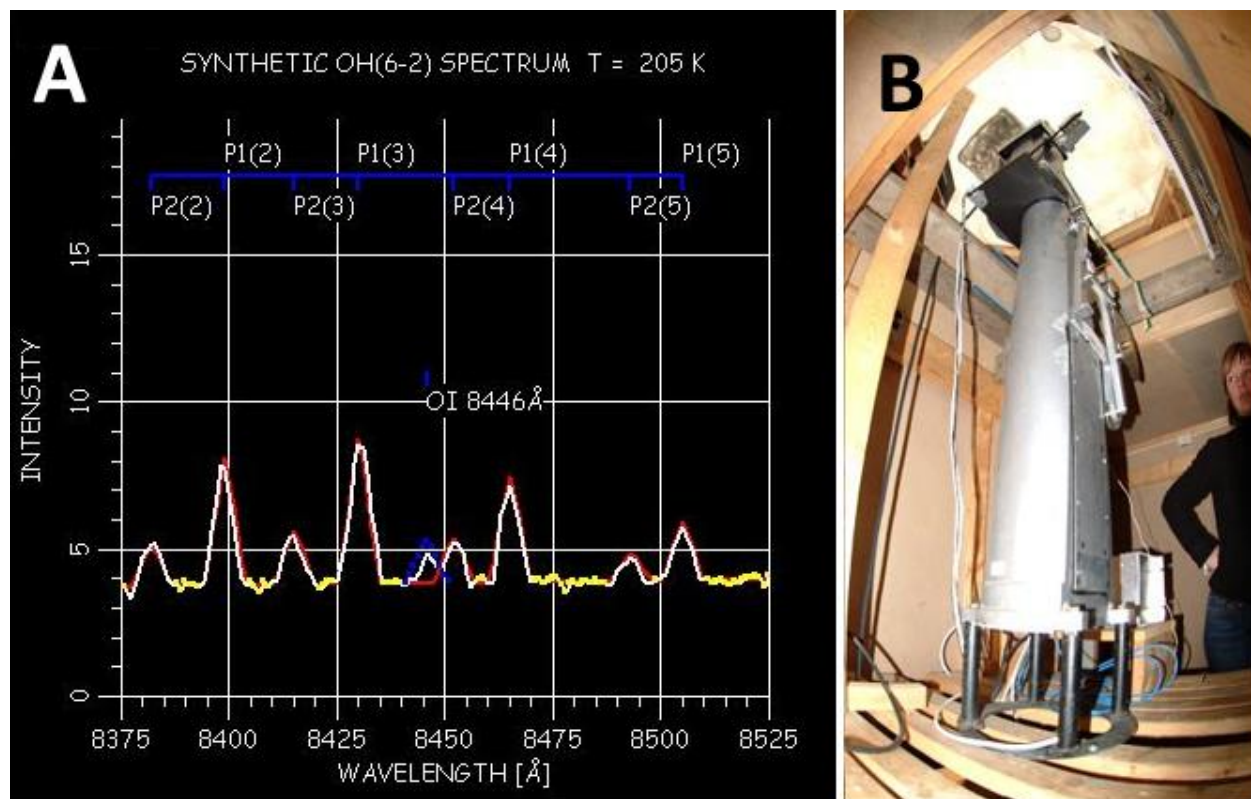 A
SYNTHETIC OH(6-2) SPECTRUM T = 205 K
P1(2) P1(3) P1(4) P1(5)
P2(2) P2(3) P2(4) P2(5)
15
OI 8446Å
10
5
0
INTENSITY
8375 8400 8425 8450 8475 8500 8525
WAVELENGTH [Å]
B